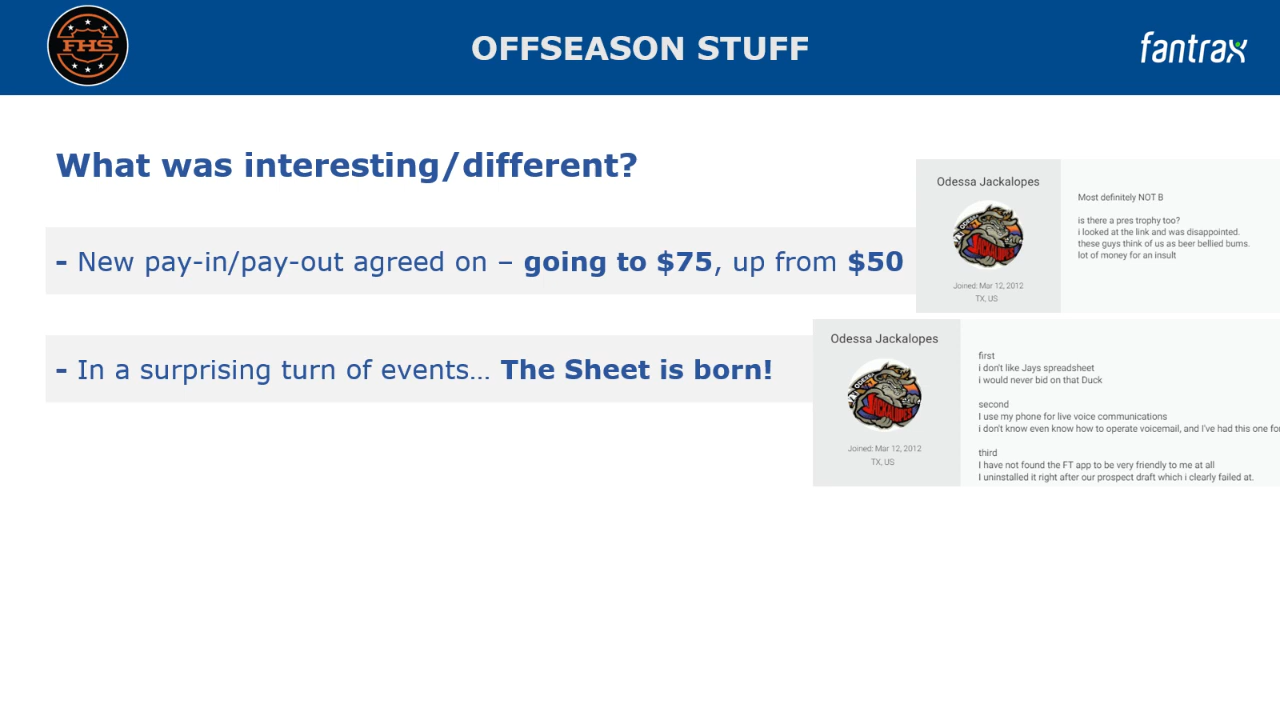 FHS
OFFSEASON STUFF
fantrax
What was interesting/different?
- New pay-in/pay-out agreed on – going to $75, up from $50
Odessa Jackalopes
JACKALOPES
Joined: Mar 12, 2012
TX, US
Most definitely NOT B
is there a pres trophy too?
i looked at the link and was disappointed.
these guys think of us as beer bellied bums.
lot of money for an insult
- In a surprising turn of events... The Sheet is born!
Odessa Jackalopes
JACKALOPES
Joined: Mar 12, 2012
TX, US
first
i don't like Jays spreadsheet
i would never bid on that Duck
second
I use my phone for live voice communications
i don't know even know how to operate voicemail, and I've had this one for
third
I have not found the FT app to be very friendly to me at all
I uninstalled it right after our prospect draft which i clearly failed at.